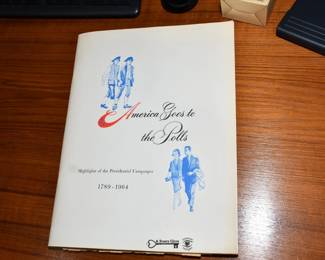 America Goes to
the Polls
Highlights of the Presidential Campaigns
1789-1964